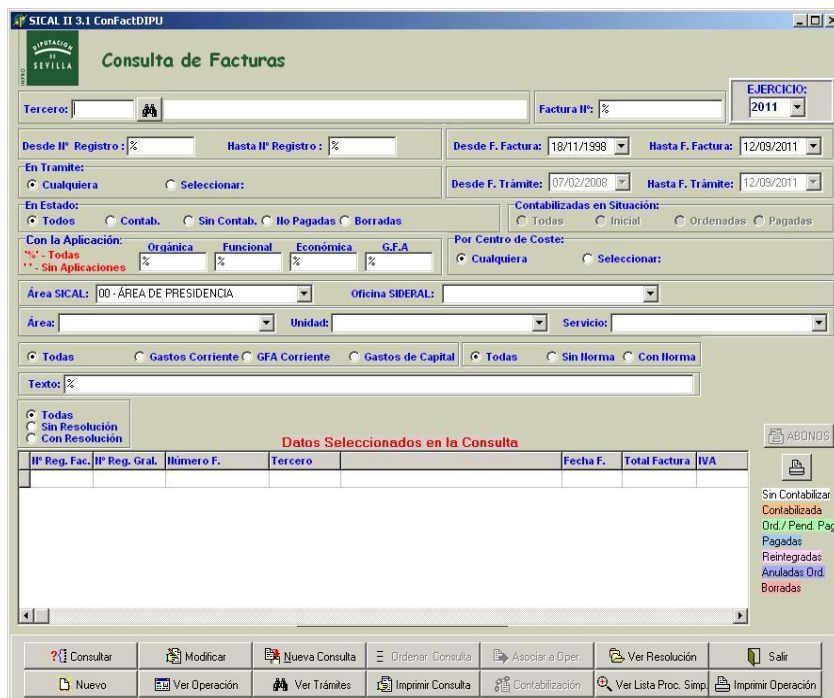 SICAL II 3.1 ConFactDIPU
DIPUTACION
DE
SEVILLA
INPRO
Consulta de Facturas
Tercero:
Factura Nº: %
EJERCICIO:
2011
Desde Nº Registro : %
Hasta Nº Registro : %
Desde F. Factura: 18/11/1998
Hasta F. Factura: 12/09/2011
En Tramite:
Cualquiera
Seleccionar:
Desde F. Trámite: 07/02/2008
Hasta F. Trámite: 12/09/2011
En Estado:
Todos
Contab.
Sin Contab.
No Pagadas
Borradas
Contabilizadas en Situación:
Todas
Inicial
Ordenadas
Pagadas
Con la Aplicación:
'%' - Todas
' ' - Sin Aplicaciones
Orgánica
%
Funcional
%
Económica
%
G.F.A
%
Por Centro de Coste:
Cualquiera
Seleccionar:
Área SICAL: 00 - ÁREA DE PRESIDENCIA
Oficina SIDERAL:
Área:
Unidad:
Servicio:
Todas
Gastos Corriente
GFA Corriente
Gastos de Capital
Todas
Sin Norma
Con Norma
Texto: %
Todas
Sin Resolución
Con Resolución
Datos Seleccionados en la Consulta
ABONOS
Nº Reg. Fac.
Nº Reg. Gral.
Número F.
Tercero
Fecha F.
Total Factura
IVA
Sin Contabilizar
Contabilizada
Ord./ Pend. Pag
Pagadas
Reintegradas
Anuladas Ord.
Borradas
Consultar
Modificar
Nueva Consulta
Ordenar Consulta
Asociar a Oper.
Ver Resolución
Salir
Nuevo
Ver Operación
Ver Trámites
Imprimir Consulta
Contabilización
Ver Lista Proc. Simp.
Imprimir Operación